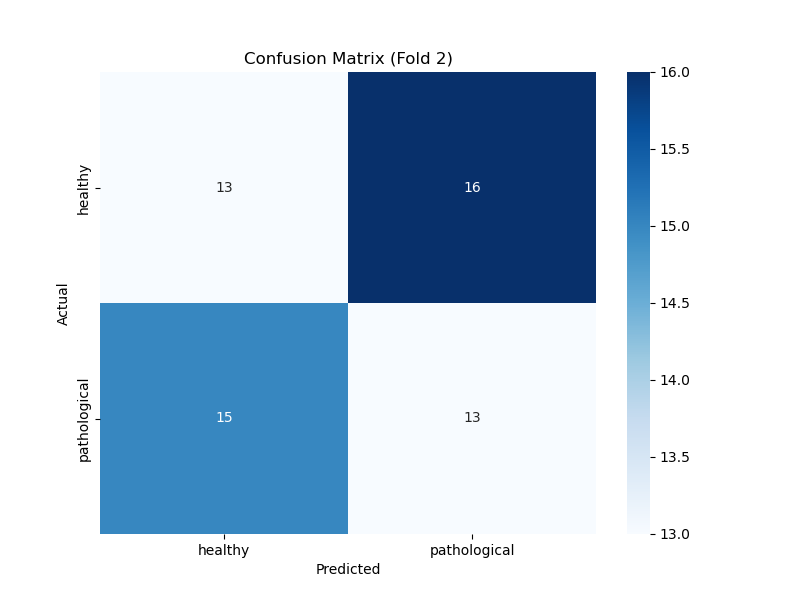 Confusion Matrix (Fold 2)
Actual
healthy
pathological
13
16
15
13
healthy
pathological
Predicted
16.0
15.5
15.0
14.5
14.0
13.5
13.0